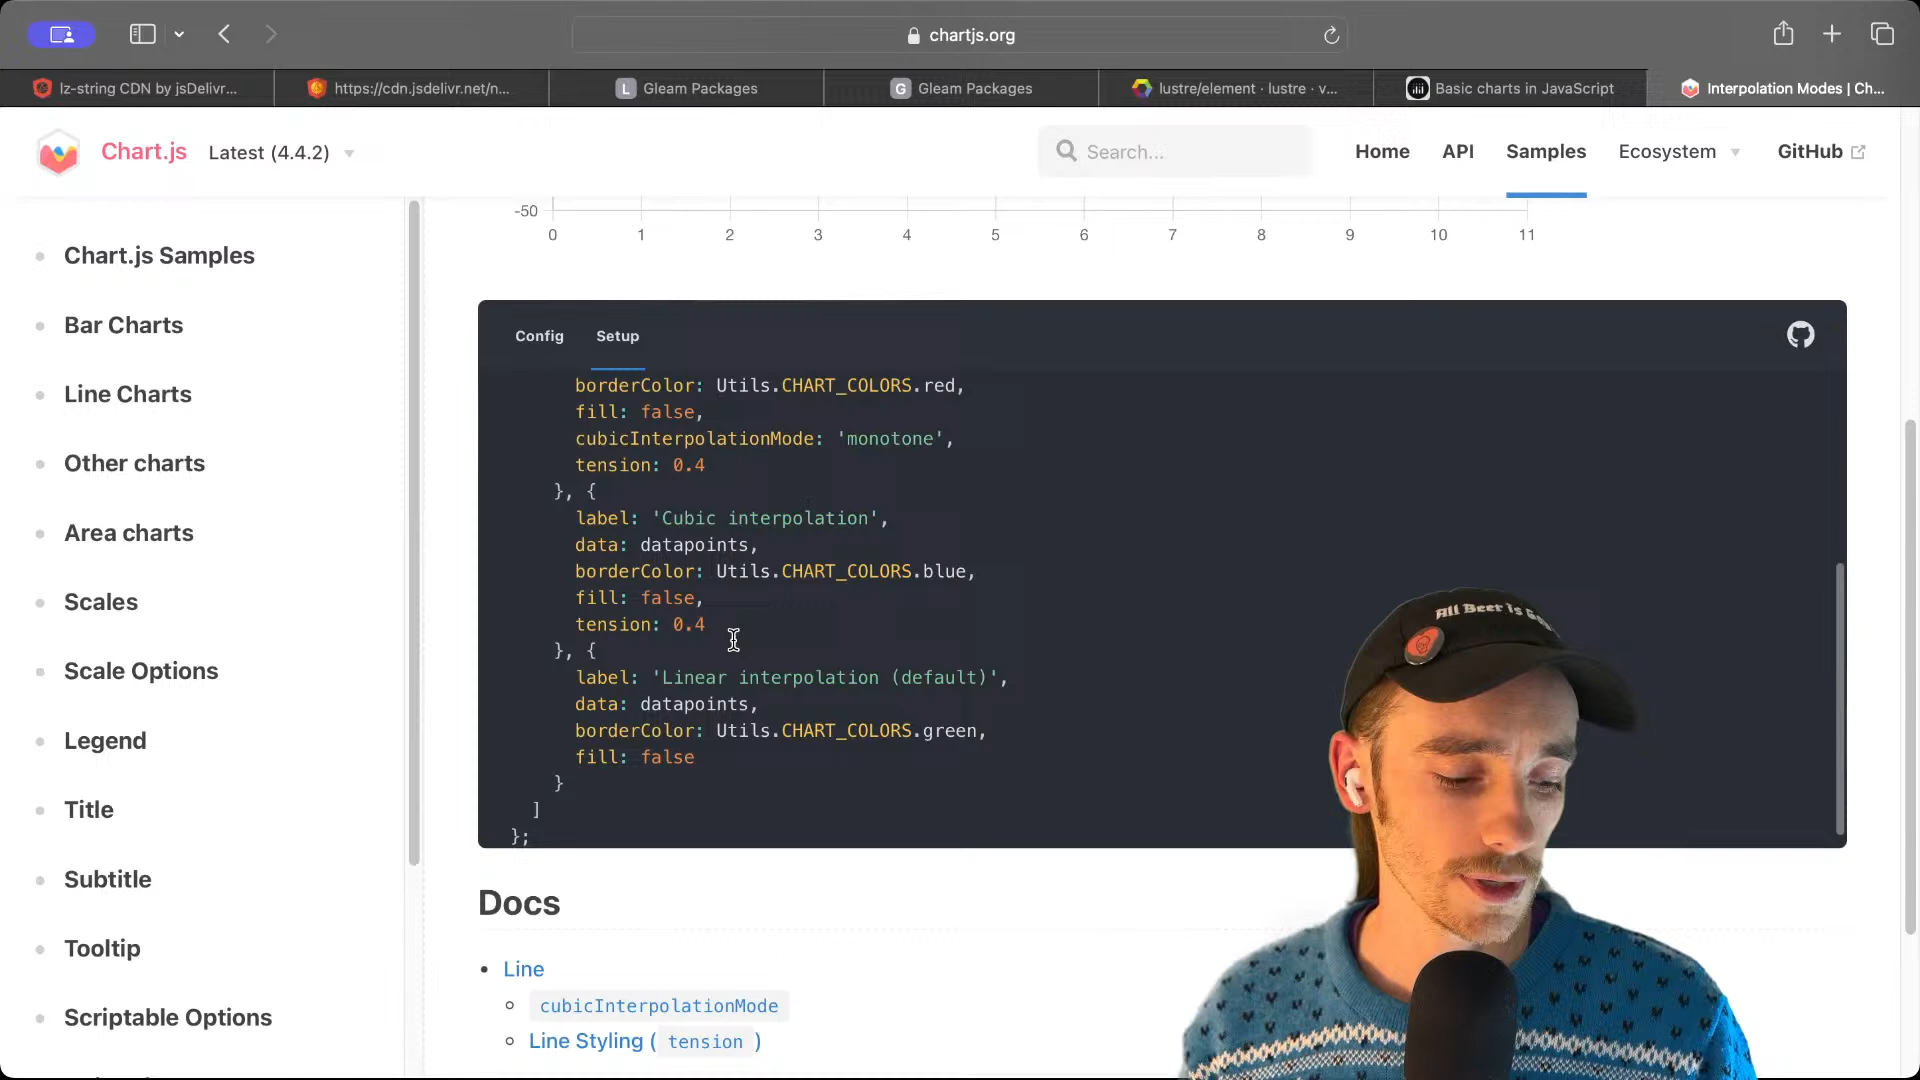 chartjs.org
lz-string CDN by jsDelivr...
https://cdn.jsdelivr.net/n...
L Gleam Packages
G Gleam Packages
lustre/element · lustre · v...
Basic charts in JavaScript
Interpolation Modes | Ch...
Chart.js
Latest (4.4.2)
Search...
Home
API
Samples
Ecosystem
GitHub
-50
0 1 2 3 4 5 6 7 8 9 10 11
Chart.js Samples
Bar Charts
Line Charts
Other charts
Area charts
Scales
Scale Options
Legend
Title
Subtitle
Tooltip
Scriptable Options
Config Setup
borderColor: Utils.CHART_COLORS.red,
fill: false,
cubicInterpolationMode: 'monotone',
tension: 0.4
}, {
label: 'Cubic interpolation',
data: datapoints,
borderColor: Utils.CHART_COLORS.blue,
fill: false,
tension: 0.4
}, {
label: 'Linear interpolation (default)',
data: datapoints,
borderColor: Utils.CHART_COLORS.green,
fill: false
}
]
};
Docs
Line
cubicInterpolationMode
Line Styling ( tension )
All Beer is